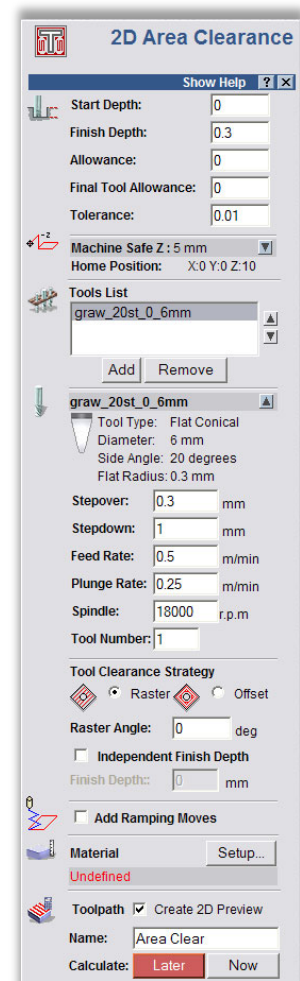 2D Area Clearance
Show Help ? X
Start Depth: 0
Finish Depth: 0.3
Allowance: 0
Final Tool Allowance: 0
Tolerance: 0.01
-z
Machine Safe Z : 5 mm
Home Position: X:0 Y:0 Z:10
Tools List
graw_20st_0_6mm
Add Remove
graw_20st_0_6mm
Tool Type: Flat Conical
Diameter: 6 mm
Side Angle: 20 degrees
Flat Radius: 0.3 mm
Stepover: 0.3 mm
Stepdown: 1 mm
Feed Rate: 0.5 m/min
Plunge Rate: 0.25 m/min
Spindle: 18000 r.p.m
Tool Number: 1
Tool Clearance Strategy
Raster Offset
Raster Angle: 0 deg
Independent Finish Depth
Finish Depth:: 0 mm
Add Ramping Moves
Material Setup...
Undefined
Toolpath Create 2D Preview
Name: Area Clear
Calculate: Later Now